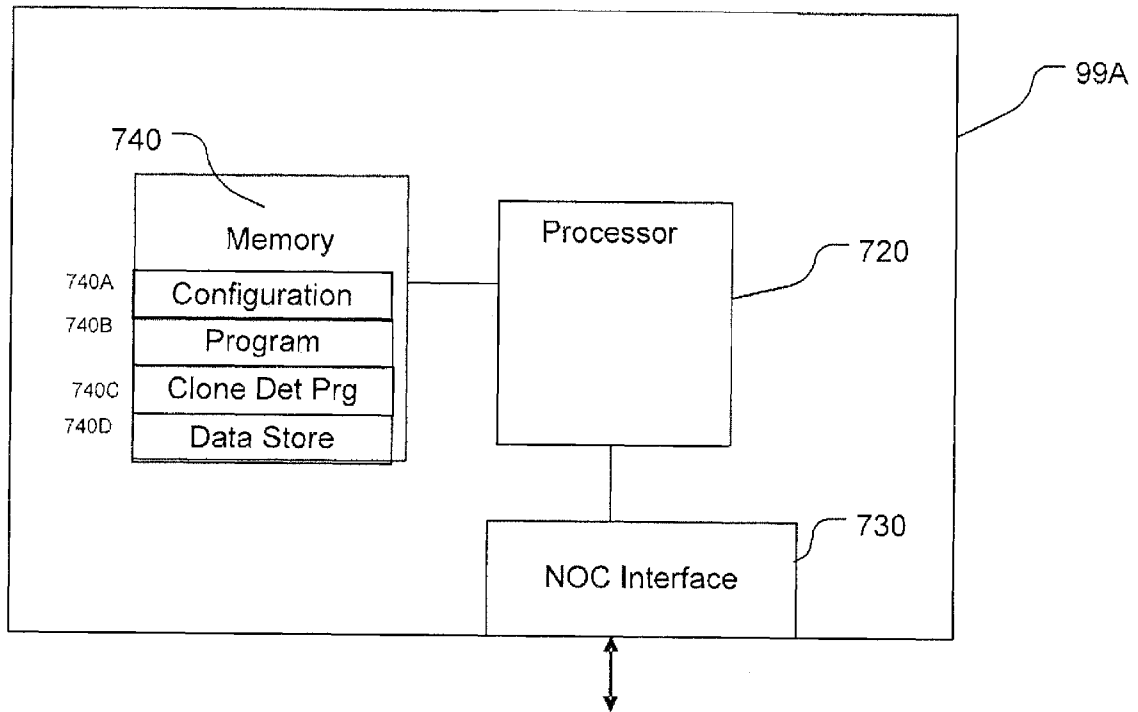 99A
740
Memory
Processor
720
740A
Configuration
740B
Program
740C
Clone Det Prg
740D
Data Store
730
NOC Interface